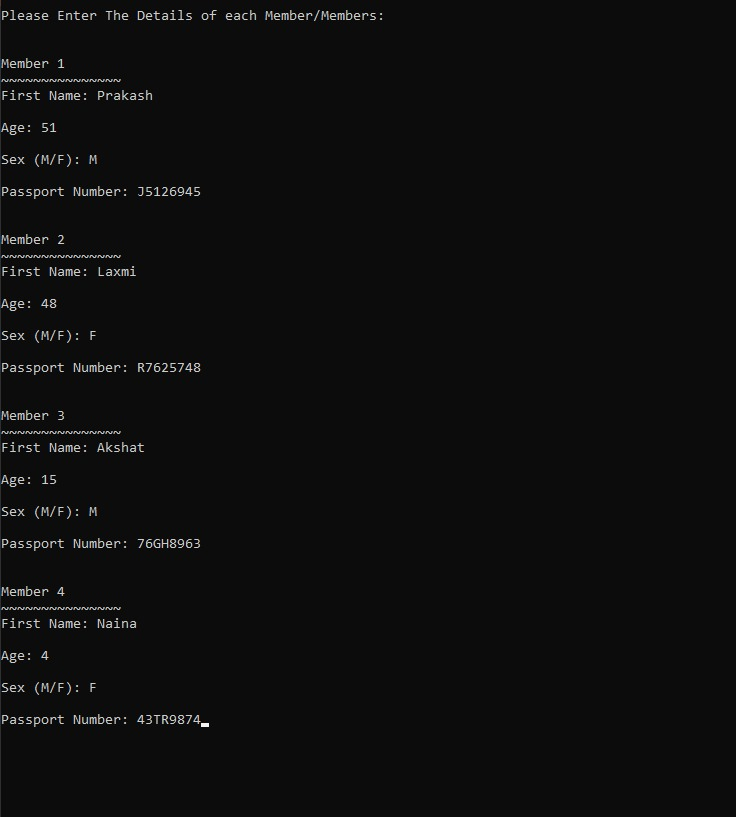 Please Enter The Details of each Member/Members:
Member 1
~~~~~~~~~~~~~~~
First Name: Prakash
Age: 51
Sex (M/F): M
Passport Number: J5126945
Member 2
~~~~~~~~~~~~~~~
First Name: Laxmi
Age: 48
Sex (M/F): F
Passport Number: R7625748
Member 3
~~~~~~~~~~~~~~~
First Name: Akshat
Age: 15
Sex (M/F): M
Passport Number: 76GH8963
Member 4
~~~~~~~~~~~~~~~
First Name: Naina
Age: 4
Sex (M/F): F
Passport Number: 43TR9874